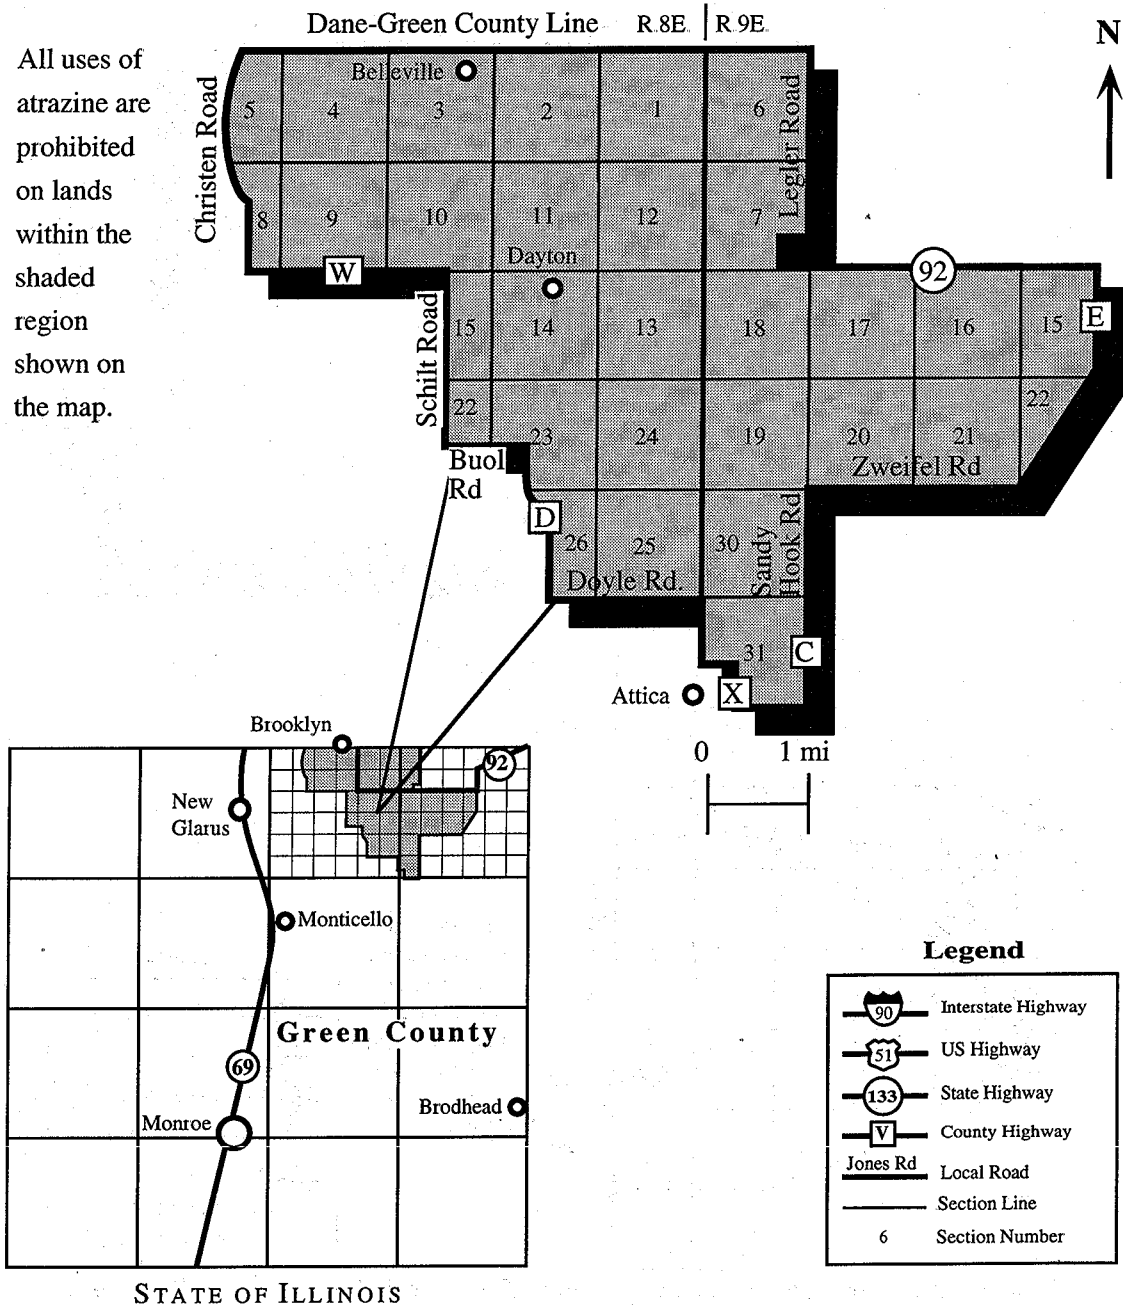 Dane-Green County Line R.8E. R.9E.
N
All uses of
atrazine are
prohibited
on lands
within the
shaded
region
shown on
the map.
Christen Road
Belleville
Legler Road
5 4 3 2 1 6
8 9 10 11 12 7
W
Dayton
92
Schilt Road
15 14 13 18 17 16 15
E
22 23 24 19 20 21 22
Zweifel Rd
Buol
Rd
D
26 25 30
Sandy
Hook Rd
Doyle Rd.
31
C
X
Attica
0 1 mi
Brooklyn
92
New
Glarus
Monticello
Green County
69
Monroe
Brodhead
STATE OF ILLINOIS
Legend
90 Interstate Highway
51 US Highway
133 State Highway
V County Highway
Jones Rd Local Road
Section Line
6 Section Number